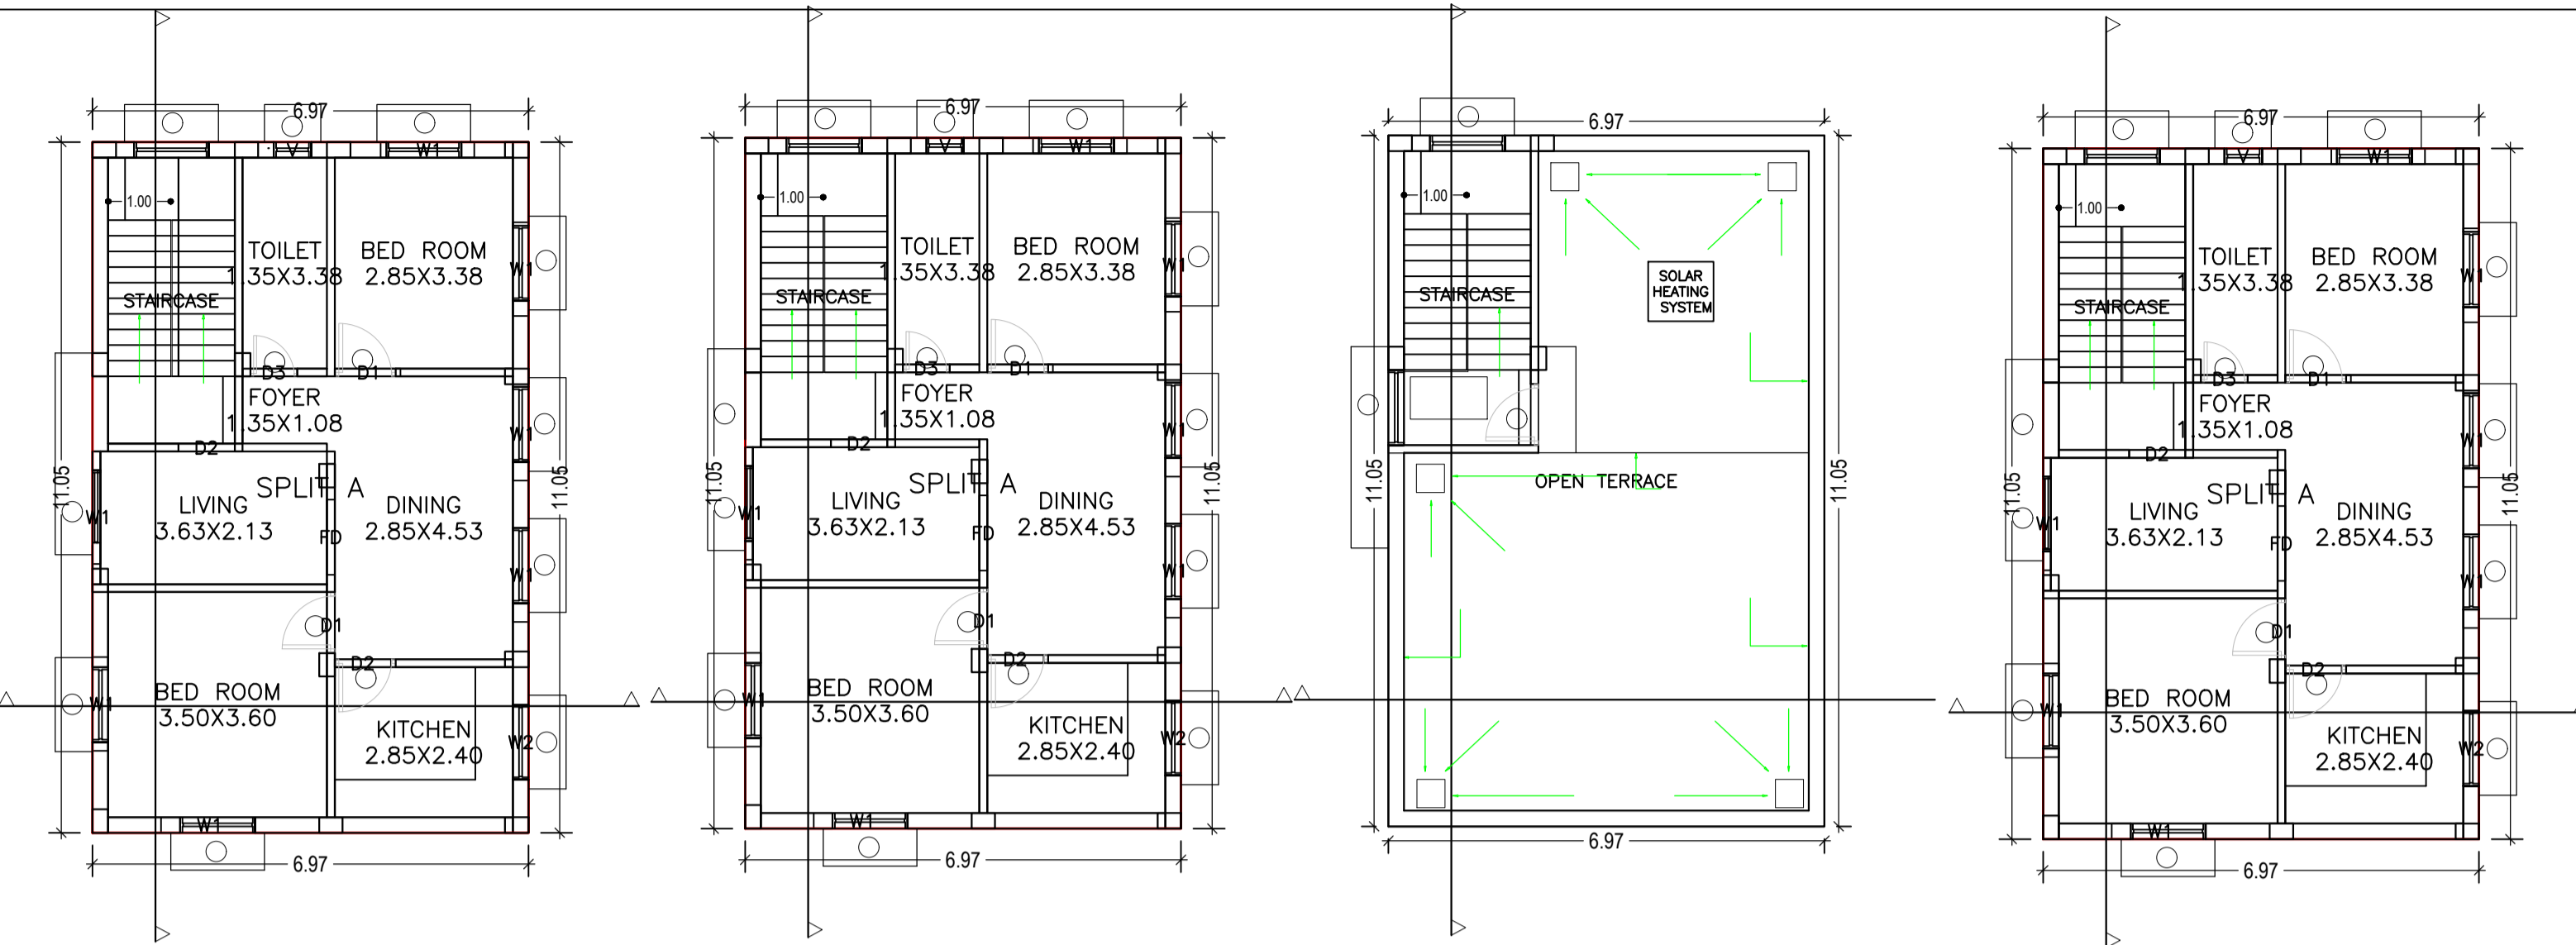 6.97
V
W1
1.00
TOILET
1.35X3.38
BED ROOM
2.85X3.38
W1
STAIRCASE
D3
D1
FOYER
1.35X1.08
W1
D2
11.05
SPLIT A
11.05
LIVING
3.63X2.13
DINING
2.85X4.53
W1
FD
W1
D1
D2
BED ROOM
3.50X3.60
W1
KITCHEN
2.85X2.40
W2
W1
6.97
6.97
V
W1
1.00
TOILET
1.35X3.38
BED ROOM
2.85X3.38
W1
STAIRCASE
D3
D1
FOYER
1.35X1.08
W1
D2
11.05
SPLIT A
11.05
LIVING
3.63X2.13
DINING
2.85X4.53
W1
FD
W1
D1
D2
BED ROOM
3.50X3.60
W1
KITCHEN
2.85X2.40
W2
W1
6.97
6.97
1.00
SOLAR
HEATING
SYSTEM
STAIRCASE
11.05
OPEN TERRACE
11.05
6.97
6.97
V
W1
1.00
TOILET
1.35X3.38
BED ROOM
2.85X3.38
W1
STAIRCASE
D3
D1
FOYER
1.35X1.08
W1
D2
11.05
SPLIT A
11.05
LIVING
3.63X2.13
DINING
2.85X4.53
W1
FD
W1
D1
D2
BED ROOM
3.50X3.60
W1
KITCHEN
2.85X2.40
W2
W1
6.97